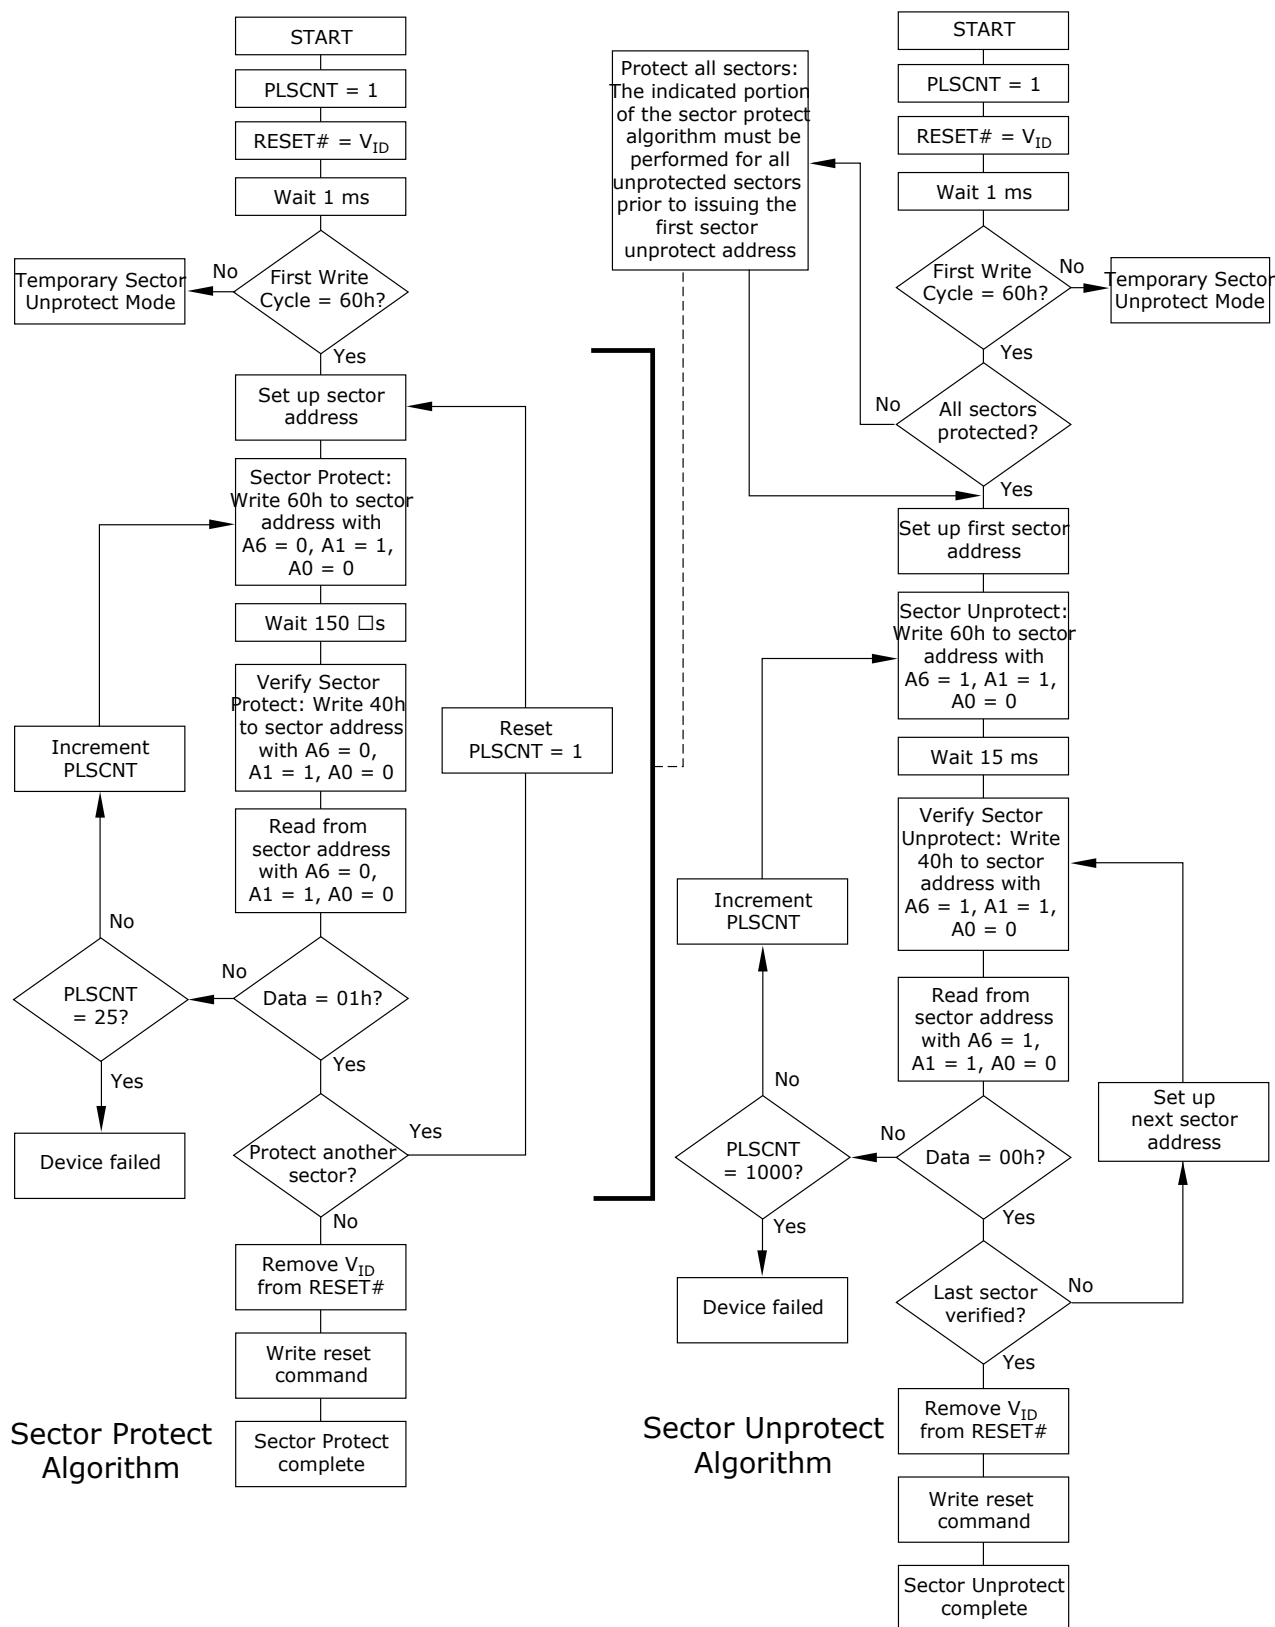 START
PLSCNT = 1
RESET# = VID
Wait 1 ms
First Write
Cycle = 60h?
No
Temporary Sector
Unprotect Mode
Yes
Set up sector
address
Sector Protect:
Write 60h to sector
address with
A6 = 0, A1 = 1,
A0 = 0
Wait 150 □s
Verify Sector
Protect: Write 40h
to sector address
with A6 = 0,
A1 = 1, A0 = 0
Increment
PLSCNT
Reset
PLSCNT = 1
Read from
sector address
with A6 = 0,
A1 = 1, A0 = 0
No
PLSCNT
= 25?
No
Data = 01h?
Yes
Yes
Device failed
Protect another
sector?
Yes
No
Remove VID
from RESET#
Write reset
command
Sector Protect
complete
Sector Protect
Algorithm
Protect all sectors:
The indicated portion
of the sector protect
algorithm must be
performed for all
unprotected sectors
prior to issuing the
first sector
unprotect address
START
PLSCNT = 1
RESET# = VID
Wait 1 ms
First Write
Cycle = 60h?
No
Temporary Sector
Unprotect Mode
Yes
No
All sectors
protected?
Yes
Set up first sector
address
Sector Unprotect:
Write 60h to sector
address with
A6 = 1, A1 = 1,
A0 = 0
Wait 15 ms
Verify Sector
Unprotect: Write
40h to sector
address with
A6 = 1, A1 = 1,
A0 = 0
Increment
PLSCNT
Read from
sector address
with A6 = 1,
A1 = 1, A0 = 0
No
PLSCNT
= 1000?
No
Data = 00h?
Set up
next sector
address
Yes
Yes
Device failed
Last sector
verified?
No
Yes
Remove VID
from RESET#
Write reset
command
Sector Unprotect
complete
Sector Unprotect
Algorithm